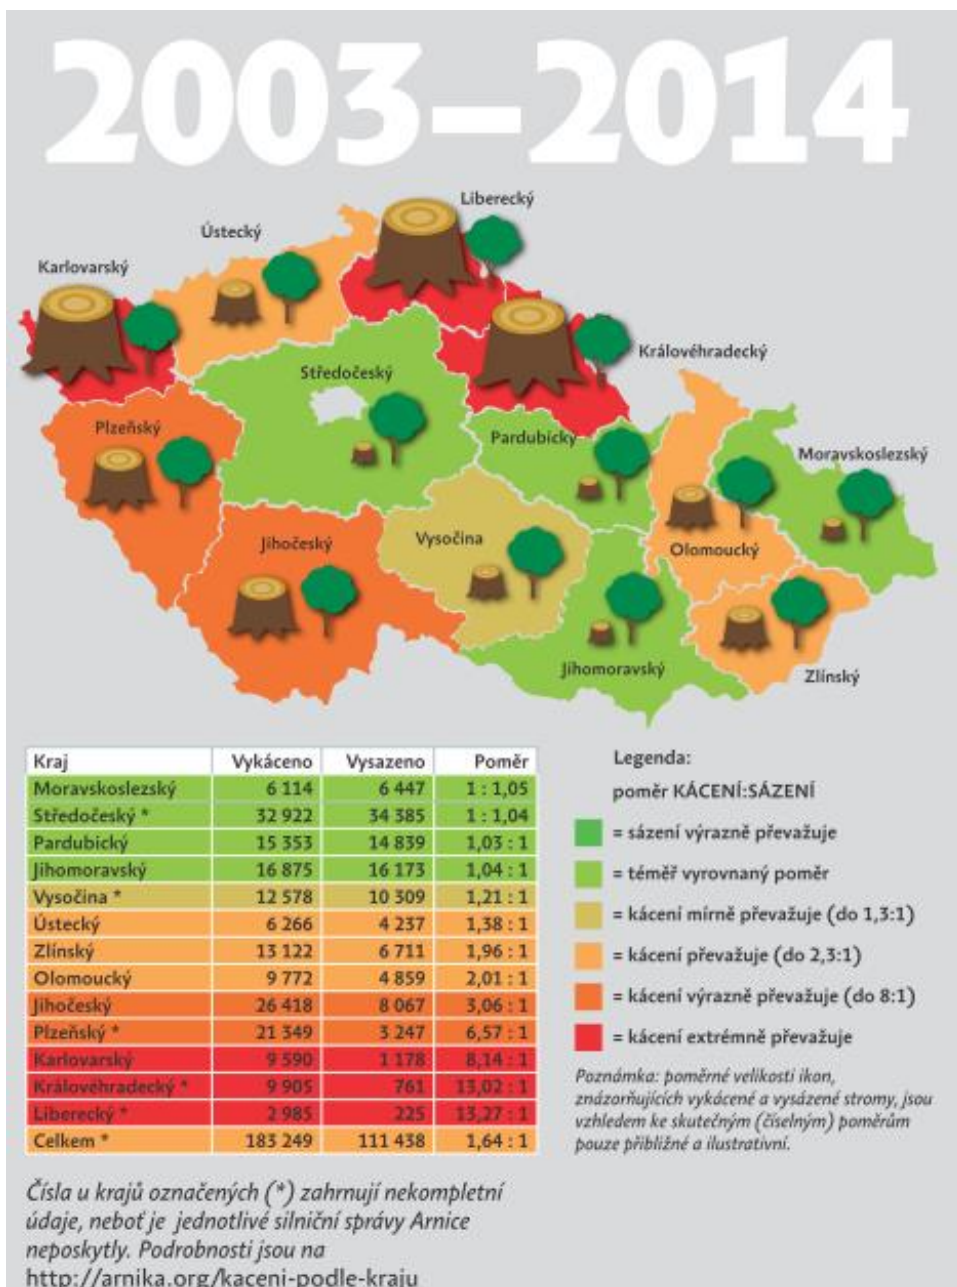 2003–2014
Liberecký
Ústecký
Karlovarský
Královéhradecký
Středočeský
Plzeňský
Pardubický
Moravskoslezský
Jihočeský
Vysočina
Olomoucký
Jihomoravský
Zlínský
Kraj Vykáceno Vysazeno Poměr
Moravskoslezský 6 114 6 447 1 : 1,05
Středočeský * 32 922 34 385 1 : 1,04
Pardubický 15 353 14 839 1,03 : 1
Jihomoravský 16 875 16 173 1,04 : 1
Vysočina * 12 578 10 309 1,21 : 1
Ústecký 6 266 4 237 1,38 : 1
Zlínský 13 122 6 711 1,96 : 1
Olomoucký 9 772 4 859 2,01 : 1
Jihočeský 26 418 8 067 3,06 : 1
Plzeňský * 21 349 3 247 6,57 : 1
Karlovarský 9 590 1 178 8,14 : 1
Královéhradecký * 9 905 761 13,02 : 1
Liberecký * 2 985 225 13,27 : 1
Celkem * 183 249 111 438 1,64 : 1
Legenda:
poměr KÁCENÍ:SÁZENÍ
= sázení výrazně převažuje
= téměř vyrovnaný poměr
= kácení mírně převažuje (do 1,3:1)
= kácení převažuje (do 2,3:1)
= kácení výrazně převažuje (do 8:1)
= kácení extrémně převažuje
Poznámka: poměrné velikosti ikon,
znázorňujících vykácené a vysázené stromy, jsou
vzhledem ke skutečným (číselným) poměrům
pouze přibližné a ilustrativní.
Čísla u krajů označených (*) zahrnují nekompletní
údaje, neboť je jednotlivé silniční správy Arnice
neposkytly. Podrobnosti jsou na
http://arnika.org/kaceni-podle-kraju